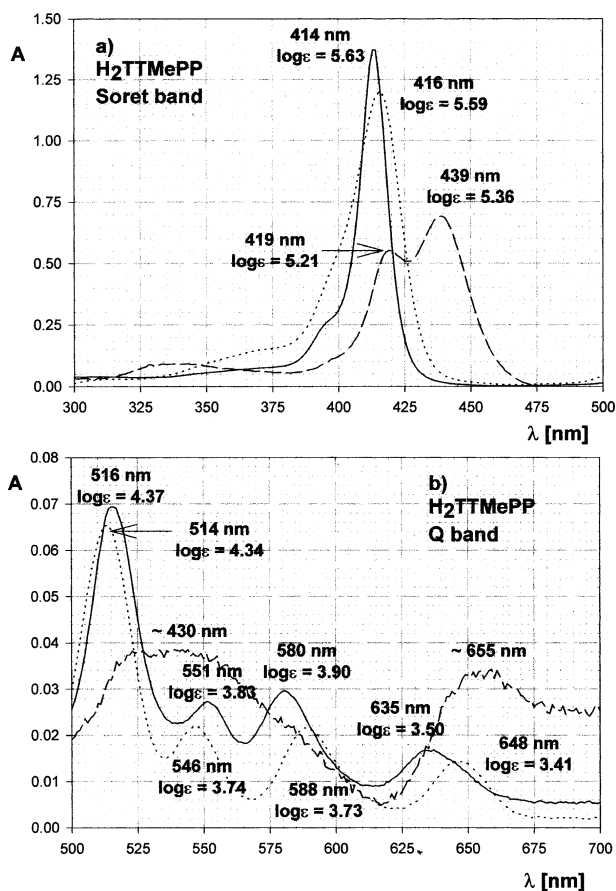 A
1.50
1.25
1.00
0.75
0.50
0.25
0.00
a)
H2TTMePP
Soret band
414 nm
logε = 5.63
416 nm
logε = 5.59
439 nm
logε = 5.36
419 nm
logε = 5.21
300 325 350 375 400 425 450 475 500
λ [nm]
A
0.08
0.07
0.06
0.05
0.04
0.03
0.02
0.01
0.00
b)
H2TTMePP
Q band
516 nm
logε = 4.37
514 nm
logε = 4.34
~ 430 nm
551 nm
logε = 3.83
580 nm
logε = 3.90
~ 655 nm
635 nm
logε = 3.50
546 nm
logε = 3.74
588 nm
logε = 3.73
648 nm
logε = 3.41
500 525 550 575 600 625 650 675 700
λ [nm]